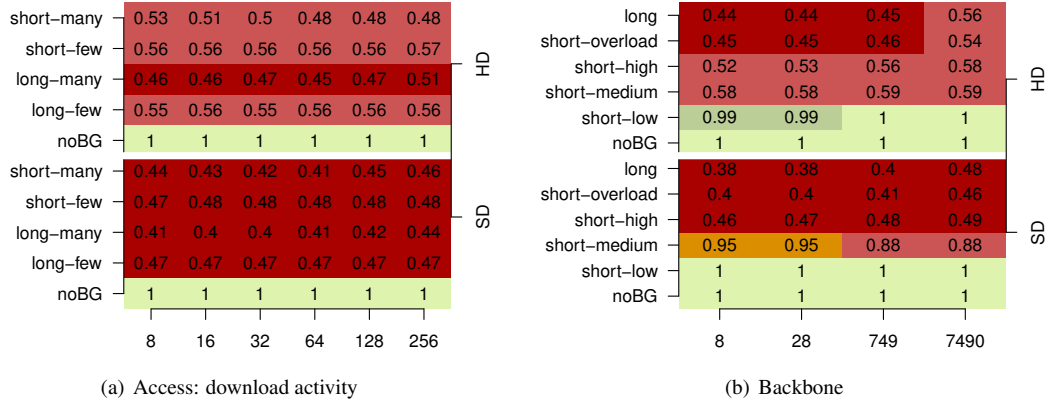 short−many 0.53 0.51 0.5 0.48 0.48 0.48
short−few 0.56 0.56 0.56 0.56 0.56 0.57
long−many 0.46 0.46 0.47 0.45 0.47 0.51
long−few 0.55 0.56 0.55 0.56 0.56 0.56
noBG 1 1 1 1 1 1
HD
short−many 0.44 0.43 0.42 0.41 0.45 0.46
short−few 0.47 0.48 0.48 0.48 0.48 0.48
long−many 0.41 0.4 0.4 0.41 0.42 0.44
long−few 0.47 0.47 0.47 0.47 0.47 0.47
noBG 1 1 1 1 1 1
SD
8 16 32 64 128 256
(a) Access: download activity
long 0.44 0.44 0.45 0.56
short−overload 0.45 0.45 0.46 0.54
short−high 0.52 0.53 0.56 0.58
short−medium 0.58 0.58 0.59 0.59
short−low 0.99 0.99 1 1
noBG 1 1 1 1
HD
long 0.38 0.38 0.4 0.48
short−overload 0.4 0.4 0.41 0.46
short−high 0.46 0.47 0.48 0.49
short−medium 0.95 0.95 0.88 0.88
short−low 1 1 1 1
noBG 1 1 1 1
SD
8 28 749 7490
(b) Backbone